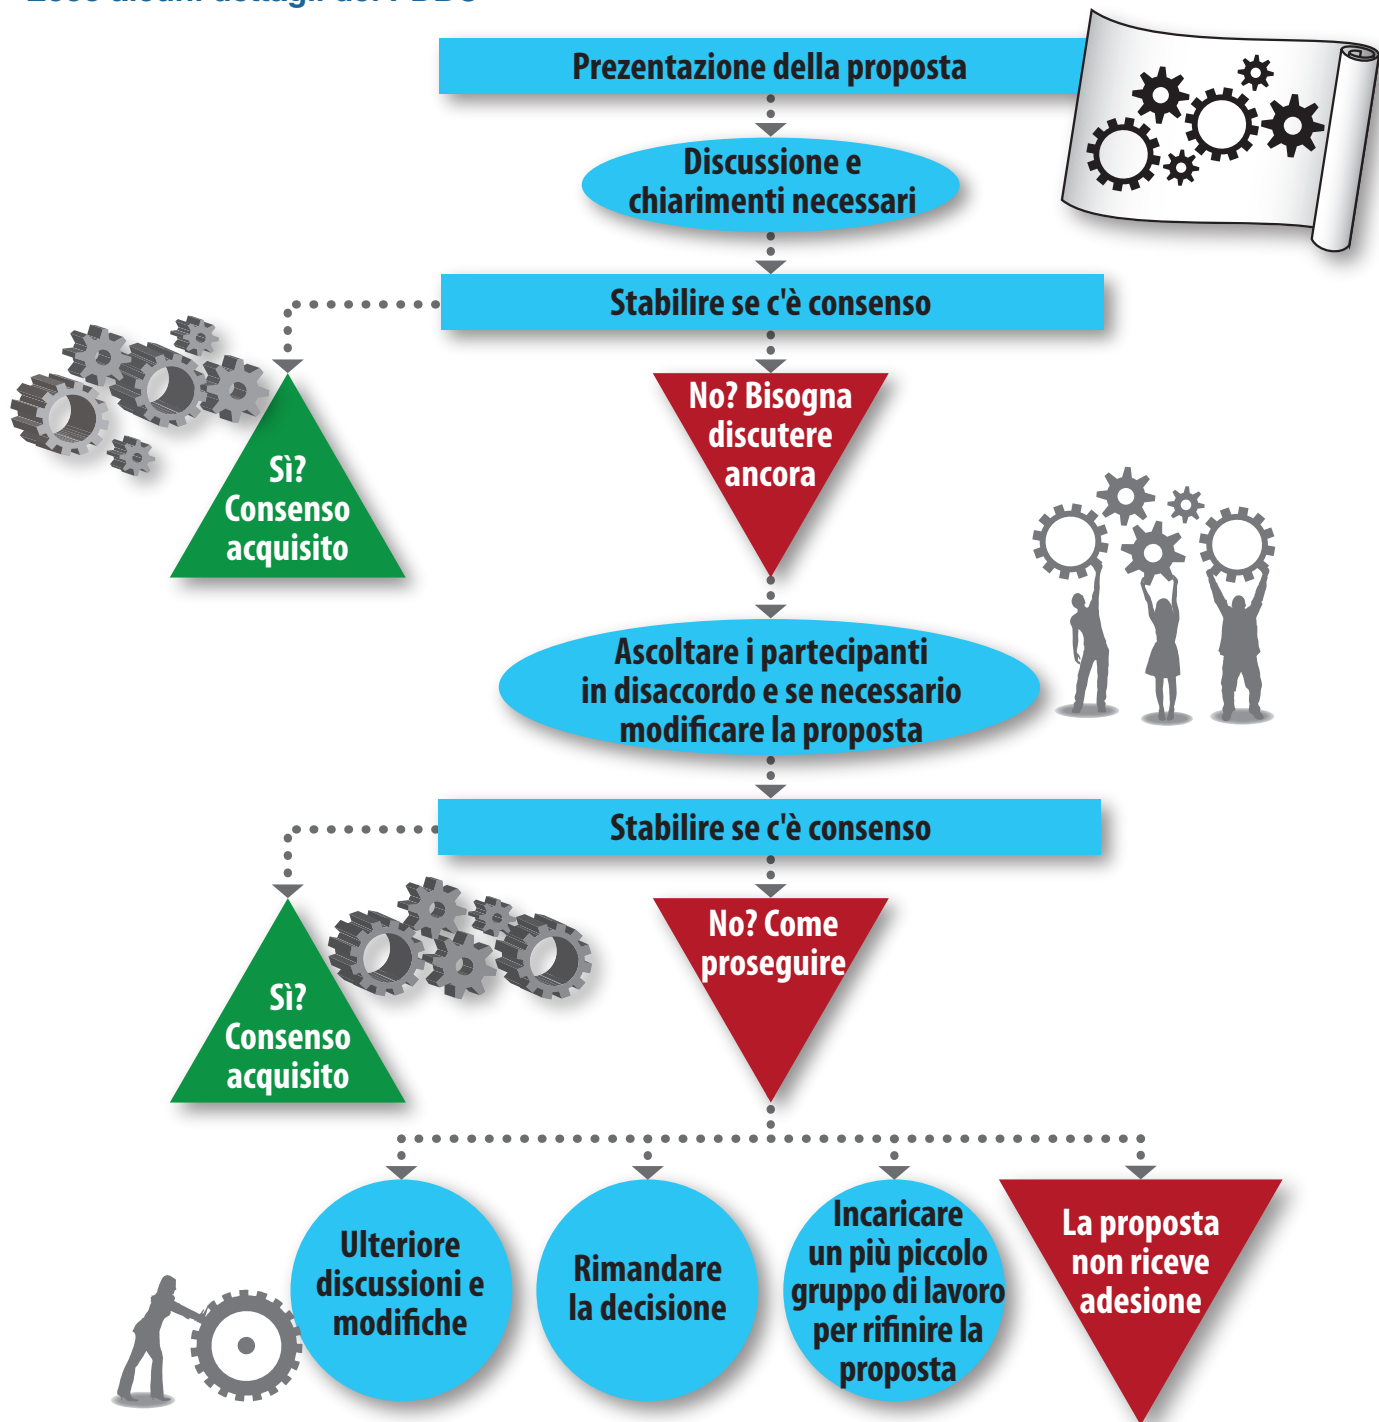 Prezentazione della proposta
Discussione e
chiarimenti necessari
Stabilire se c'è consenso
Sì?
Consenso
acquisito
No? Bisogna
discutere
ancora
Ascoltare i partecipanti
in disaccordo e se necessario
modificare la proposta
Stabilire se c'è consenso
Sì?
Consenso
acquisito
No? Come
proseguire
Ulteriore
discussioni e
modifiche
Rimandare
la decisione
Incaricare
un più piccolo
gruppo di lavoro
per rifinire la
proposta
La proposta
non riceve
adesione